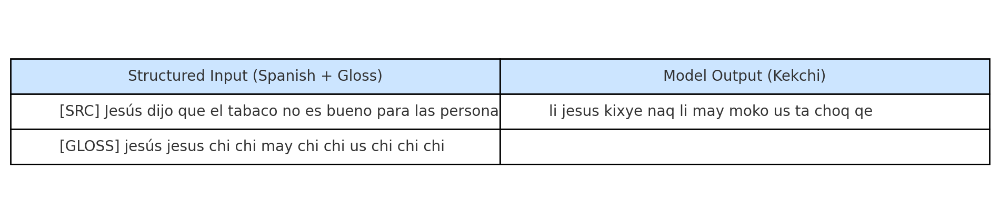 Structured Input (Spanish + Gloss) Model Output (Kekchi)
[SRC] Jesús dijo que el tabaco no es bueno para las persona li jesus kixye naq li may moko us ta choq qe
[GLOSS] jesús jesus chi chi may chi chi us chi chi chi